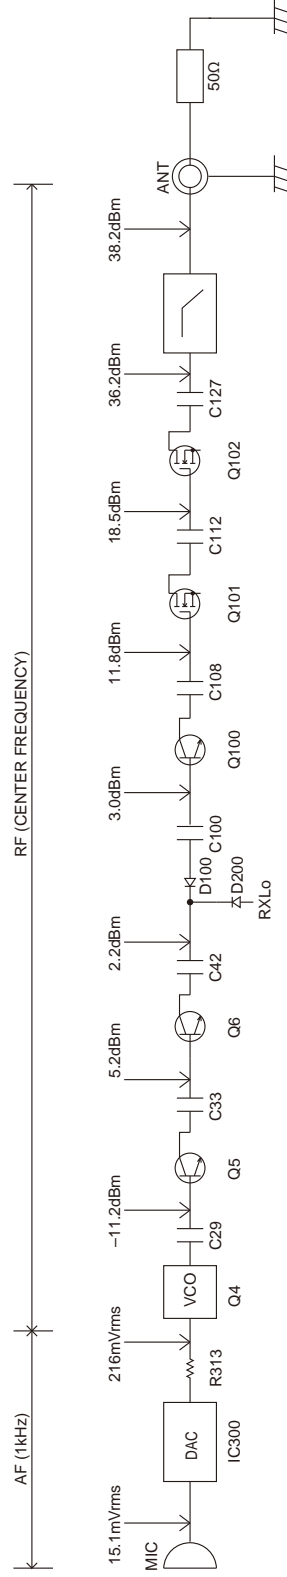 AF (1kHz)
RF (CENTER FREQUENCY)
15.1mVrms
216mVrms
–11.2dBm
5.2dBm
2.2dBm
3.0dBm
11.8dBm
18.5dBm
36.2dBm
38.2dBm
MIC
DAC
IC300
R313
VCO
Q4
C29
Q5
C33
Q6
C42
D200
RXLo
D100
C100
Q100
C108
Q101
C112
Q102
C127
ANT
50Ω